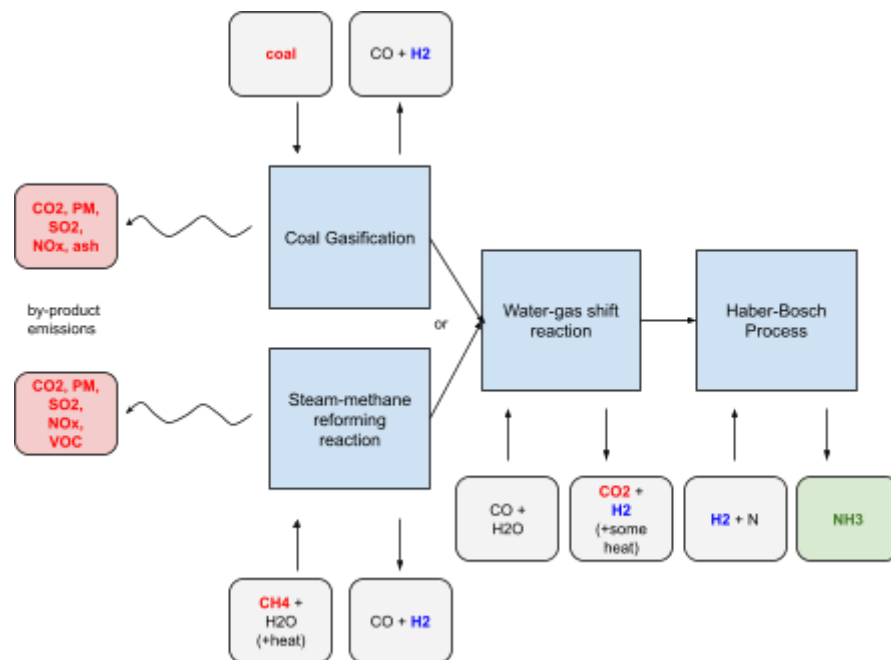 coal
CO + H2
CO2, PM,
SO2,
NOx, ash
Coal Gasification
by-product
emissions
or
Water-gas shift
reaction
Haber-Bosch
Process
CO2, PM,
SO2,
NOx,
VOC
Steam-methane
reforming
reaction
CO +
H2O
CO2 +
H2
(+some
heat)
H2 + N
NH3
CH4 +
H2O
(+heat)
CO + H2